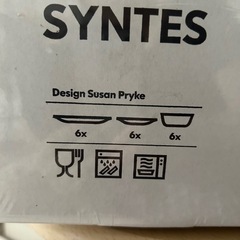 SYNTES
Design Susan Pryke
6x 6x 6x